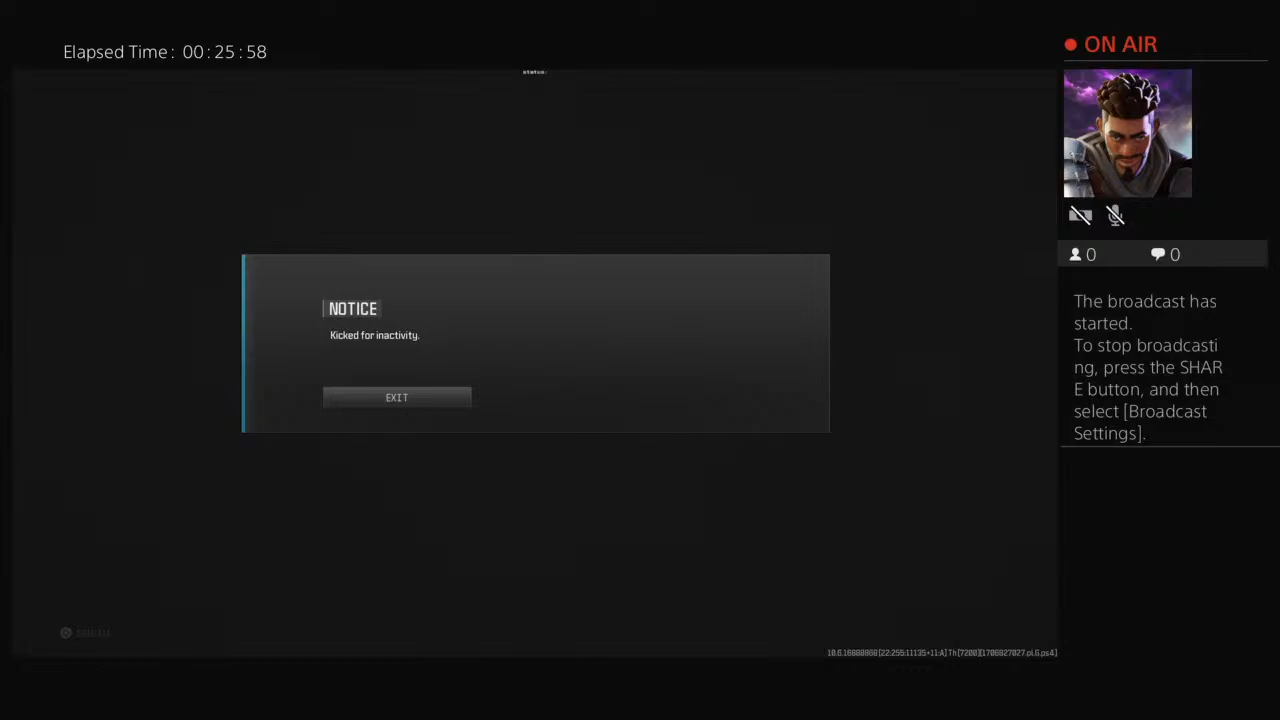 Elapsed Time: 00:25:58
ON AIR
status:
0 0
NOTICE
Kicked for inactivity.
EXIT
The broadcast has
started.
To stop broadcasti
ng, press the SHAR
E button, and then
select [Broadcast
Settings].